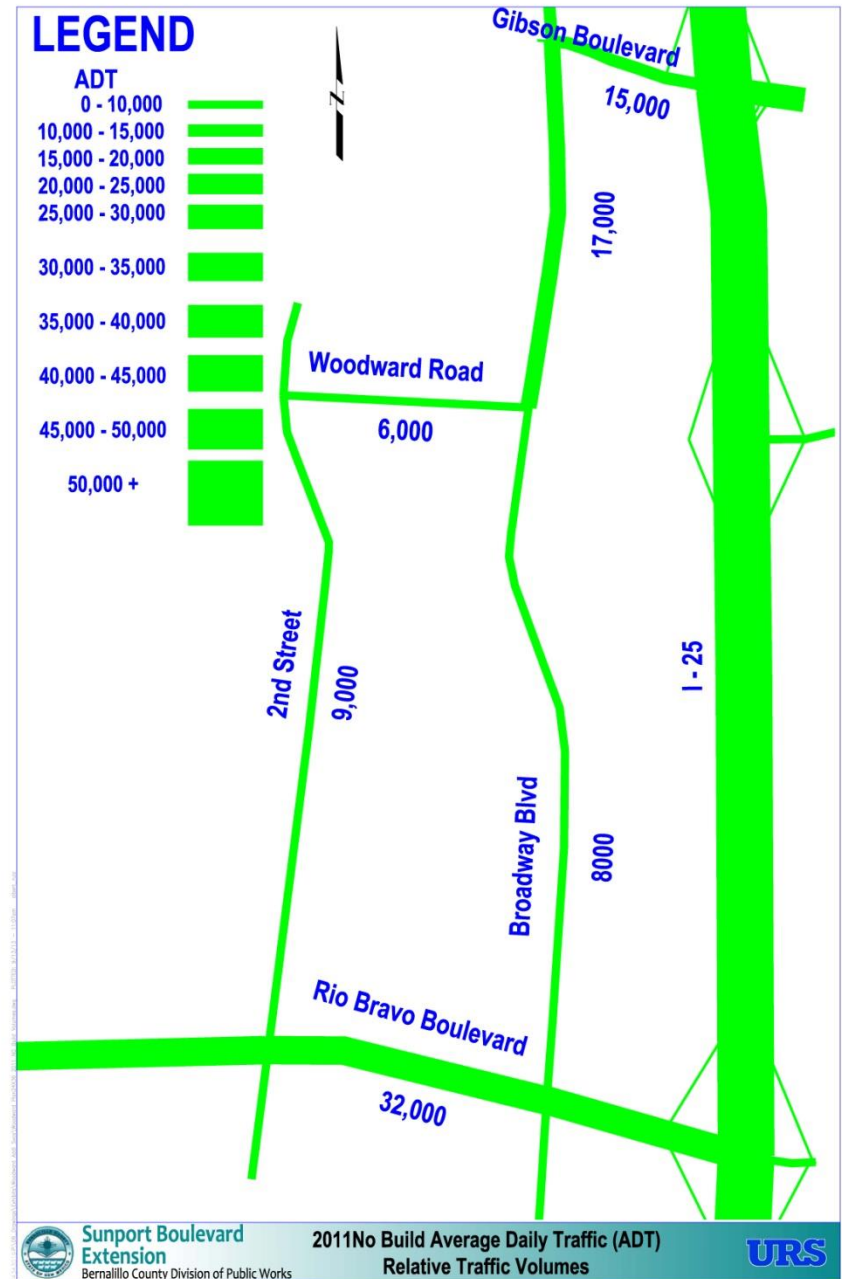 LEGEND
ADT
0 - 10,000
10,000 - 15,000
15,000 - 20,000
20,000 - 25,000
25,000 - 30,000
30,000 - 35,000
35,000 - 40,000
40,000 - 45,000
45,000 - 50,000
50,000 +
N
Gibson Boulevard
15,000
17,000
Woodward Road
6,000
2nd Street
9,000
I - 25
Broadway Blvd
8000
Rio Bravo Boulevard
32,000
Sunport Boulevard
Extension
Bernalillo County Division of Public Works
2011No Build Average Daily Traffic (ADT)
Relative Traffic Volumes
URS